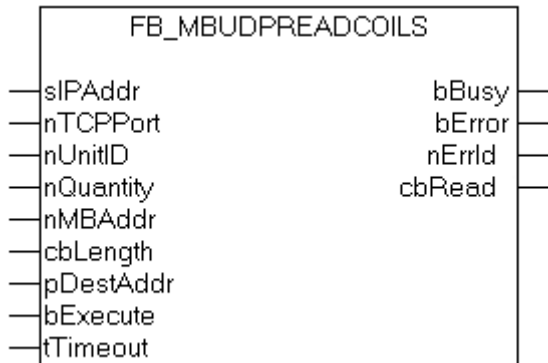 FB_MBUDPREADCOILS
sIPAddr bBusy
nTCPPort bError
nUnitID nErrId
nQuantity cbRead
nMBAddr
cbLength
pDestAddr
bExecute
tTimeout